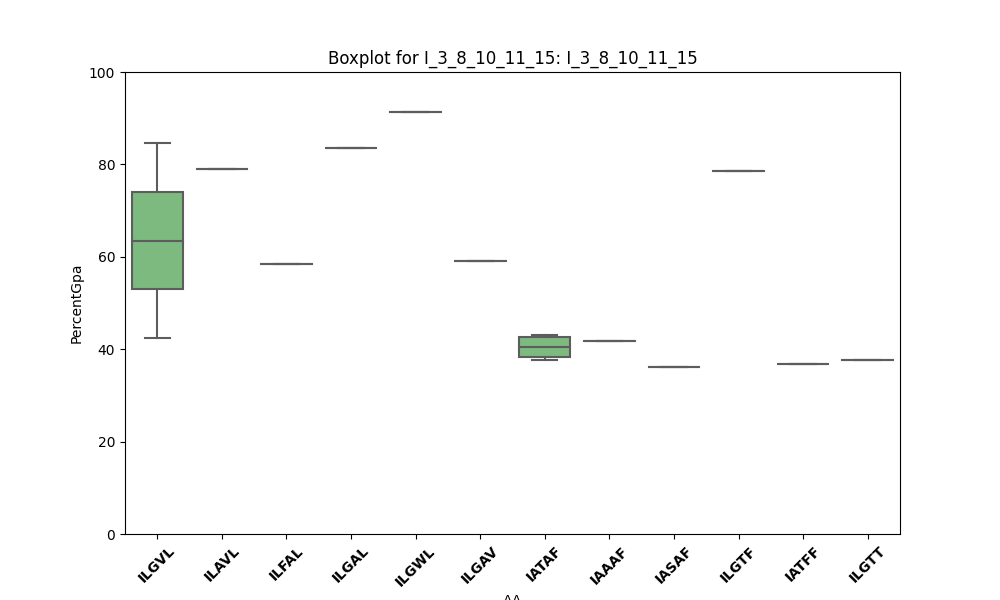 Boxplot for I_3_8_10_11_15: I_3_8_10_11_15
100
80
60
40
20
0
PercentGpa
ILGVL
ILAVL
ILFAL
ILGAL
ILGWL
ILGAV
IATAF
IAAAF
IASAF
ILGTF
IATFF
ILGTT
AA